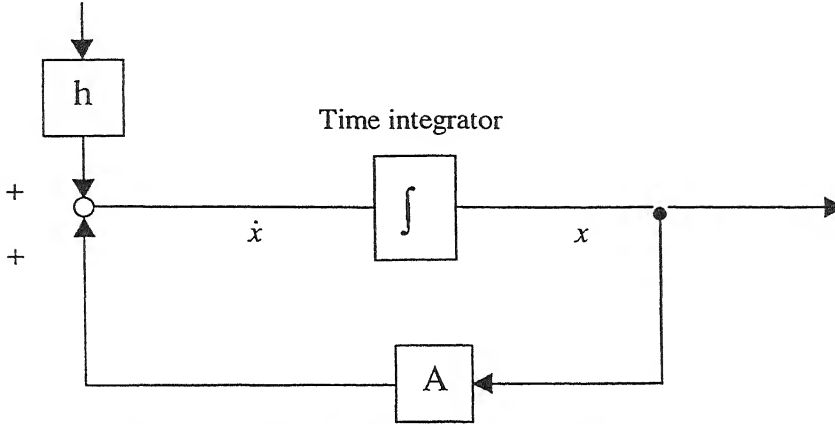 h
Time integrator
+
∫
ẋ
x
+
A